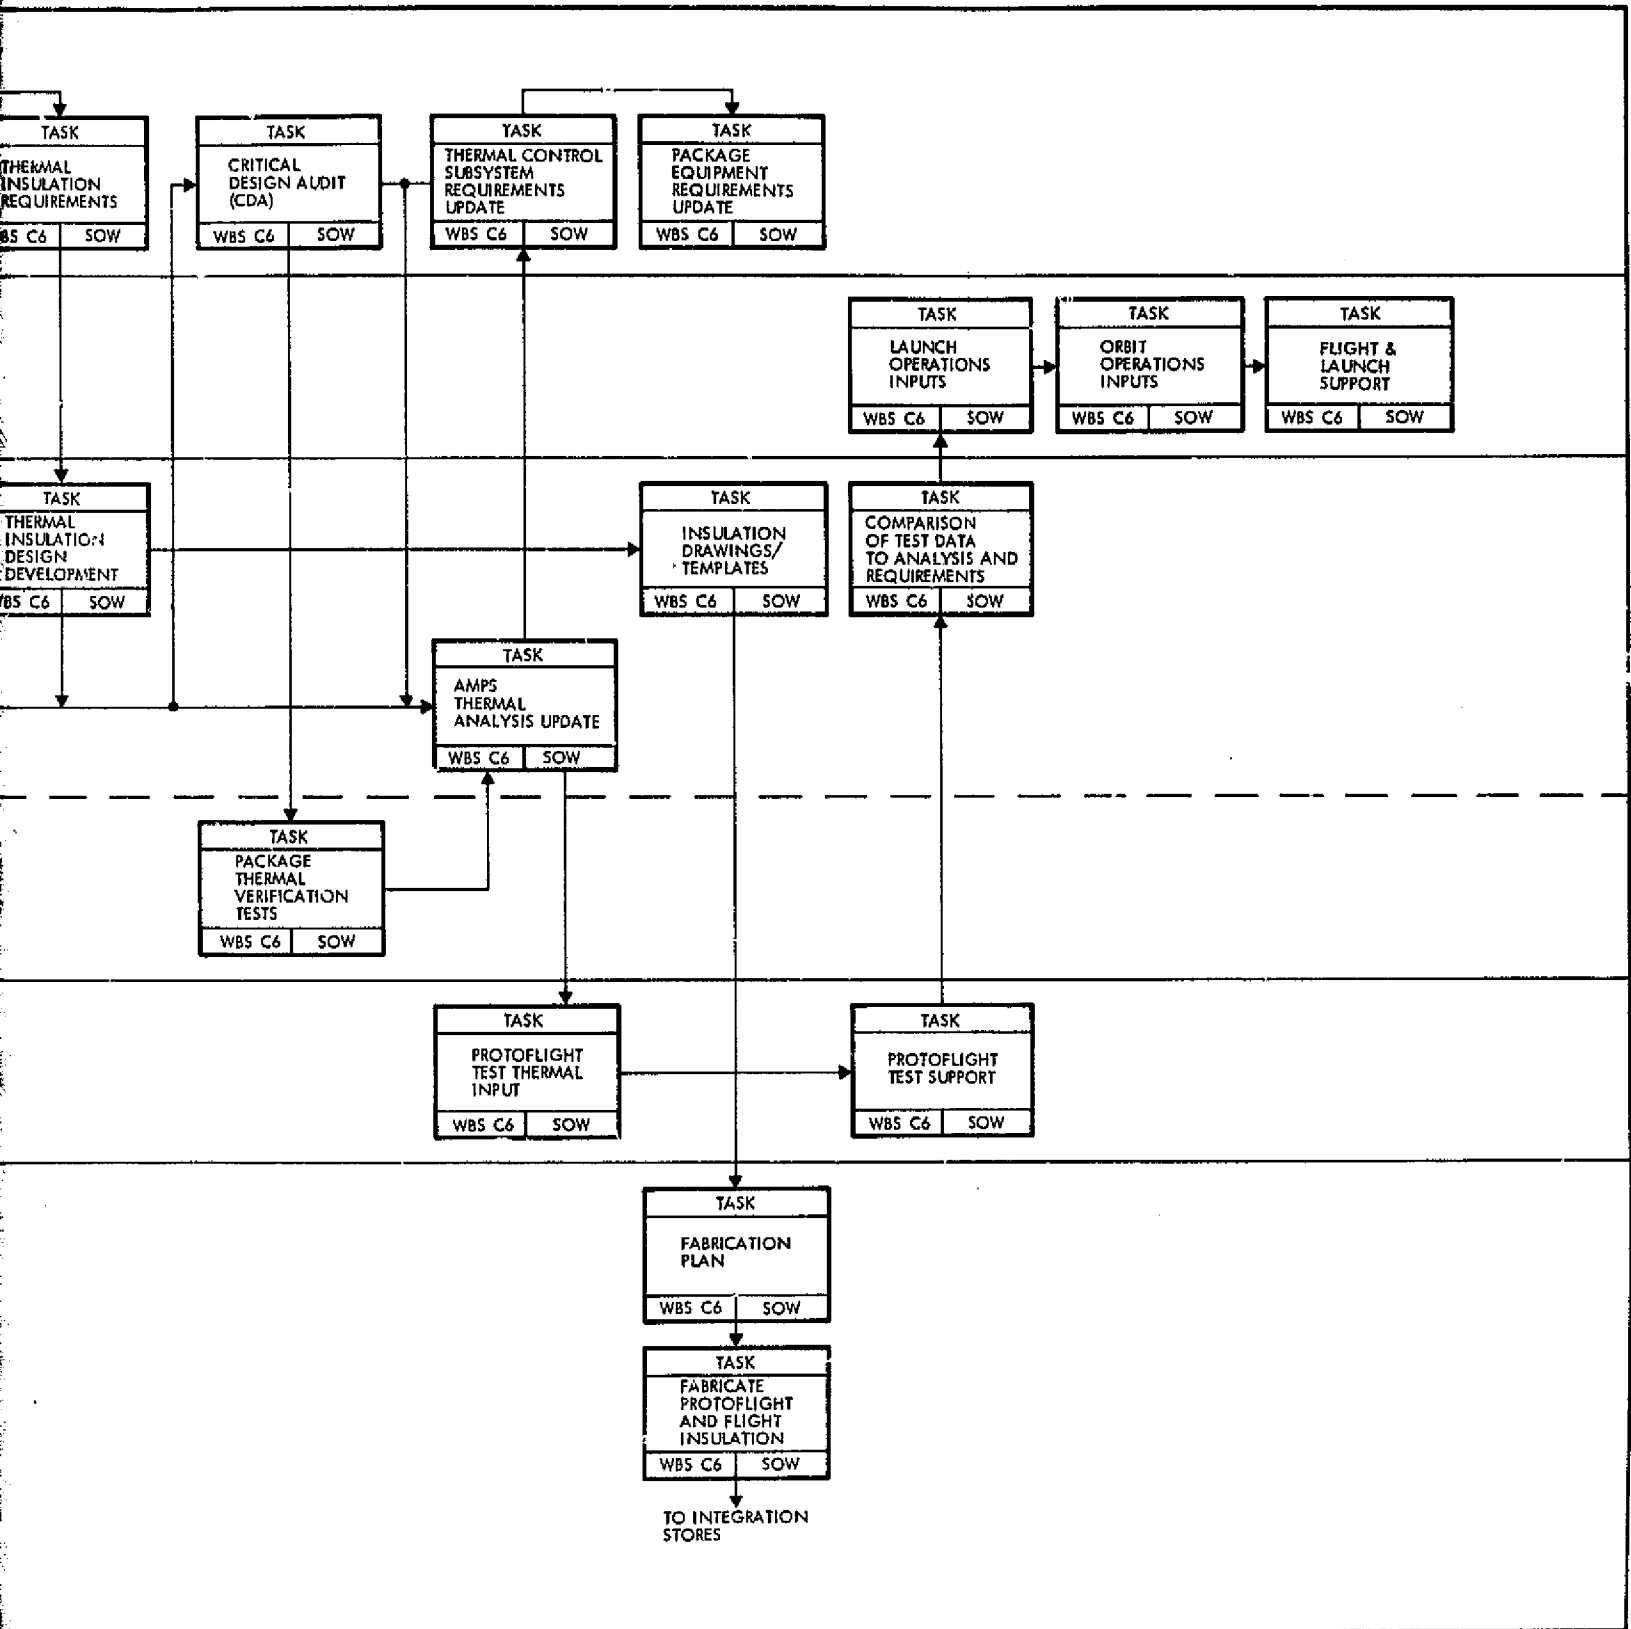 TASK
THERMAL
INSULATION
REQUIREMENTS
WBS C6 SOW
TASK
CRITICAL
DESIGN AUDIT
(CDA)
WBS C6 SOW
TASK
THERMAL CONTROL
SUBSYSTEM
REQUIREMENTS
UPDATE
WBS C6 SOW
TASK
PACKAGE
EQUIPMENT
REQUIREMENTS
UPDATE
WBS C6 SOW
TASK
LAUNCH
OPERATIONS
INPUTS
WBS C6 SOW
TASK
ORBIT
OPERATIONS
INPUTS
WBS C6 SOW
TASK
FLIGHT &
LAUNCH
SUPPORT
WBS C6 SOW
TASK
THERMAL
INSULATION
DESIGN
DEVELOPMENT
WBS C6 SOW
TASK
INSULATION
DRAWINGS/
TEMPLATES
WBS C6 SOW
TASK
COMPARISON
OF TEST DATA
TO ANALYSIS AND
REQUIREMENTS
WBS C6 SOW
TASK
AMPS
THERMAL
ANALYSIS UPDATE
WBS C6 SOW
TASK
PACKAGE
THERMAL
VERIFICATION
TESTS
WBS C6 SOW
TASK
PROTOFLIGHT
TEST THERMAL
INPUT
WBS C6 SOW
TASK
PROTOFLIGHT
TEST SUPPORT
WBS C6 SOW
TASK
FABRICATION
PLAN
WBS C6 SOW
TASK
FABRICATE
PROTOFLIGHT
AND FLIGHT
INSULATION
WBS C6 SOW
TO INTEGRATION
STORES